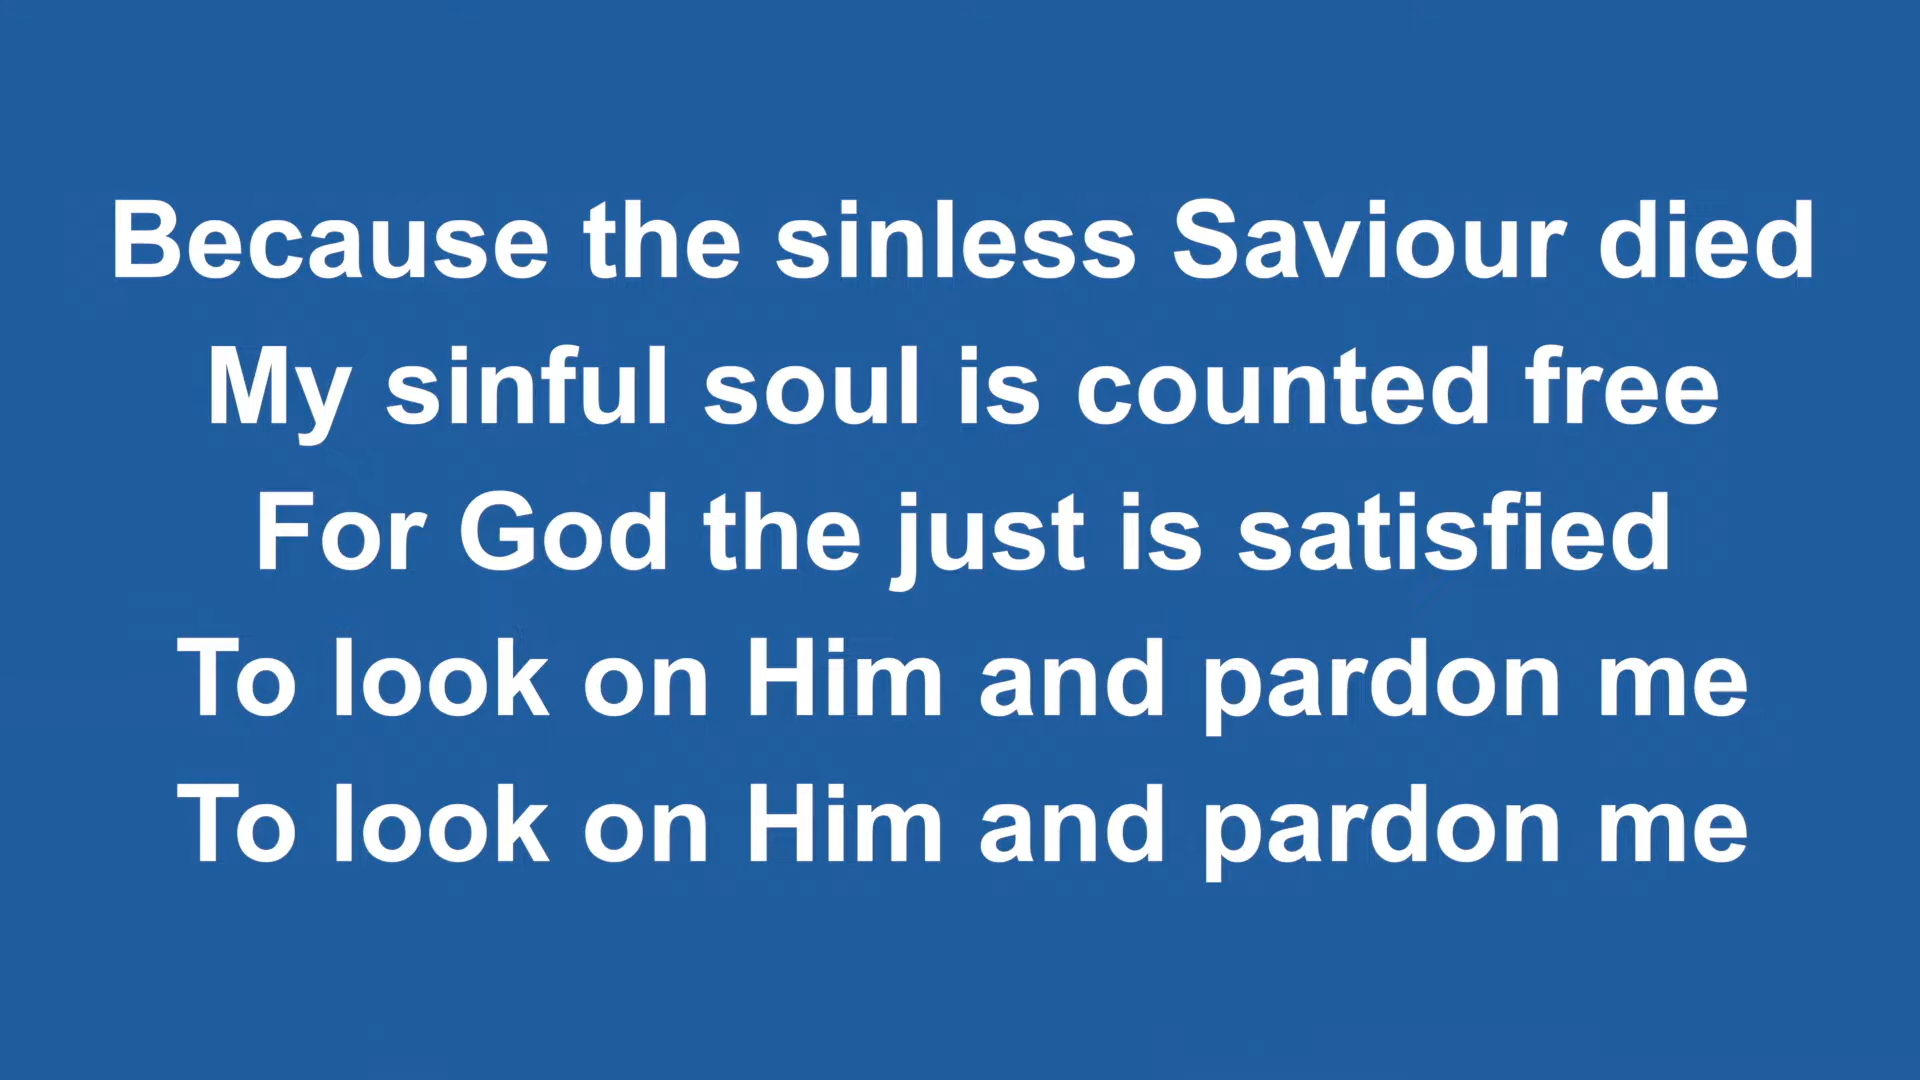 Because the sinless Saviour died
My sinful soul is counted free
For God the just is satisfied
To look on Him and pardon me
To look on Him and pardon me